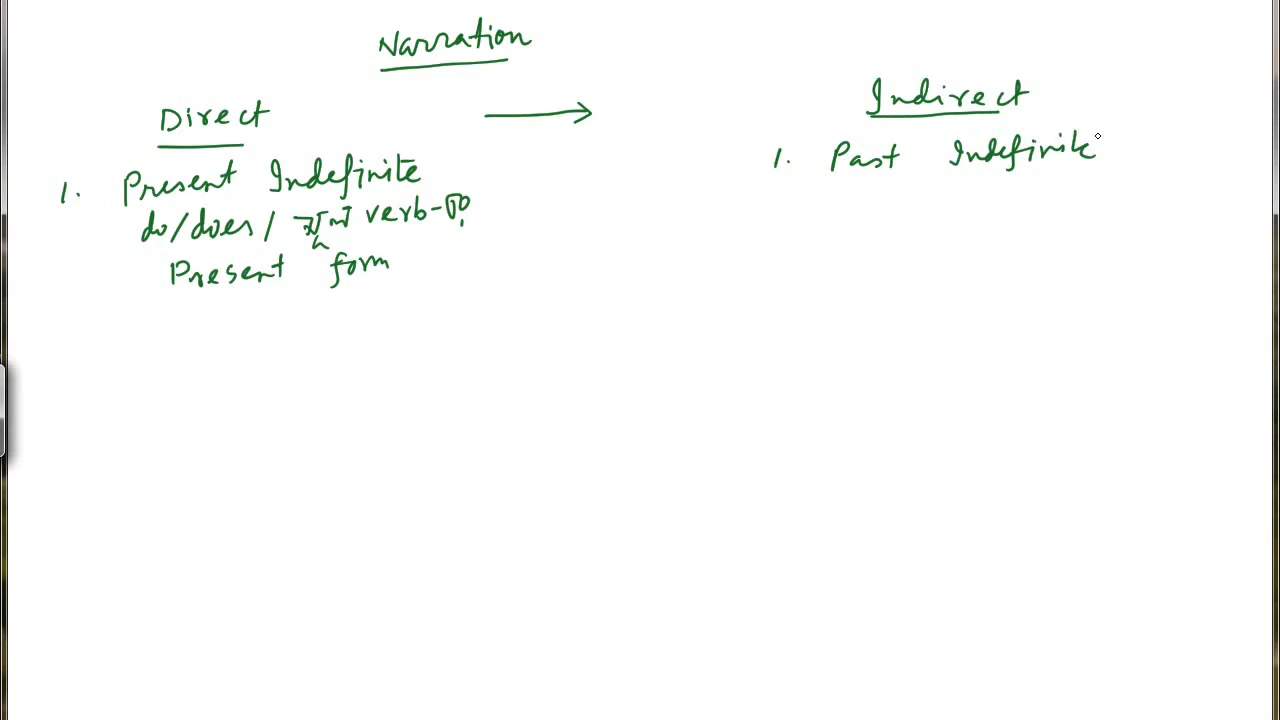 Narration
Direct → Indirect
1. Present Indefinite
do/does/ verb-
Present form
1. Past Indefinite